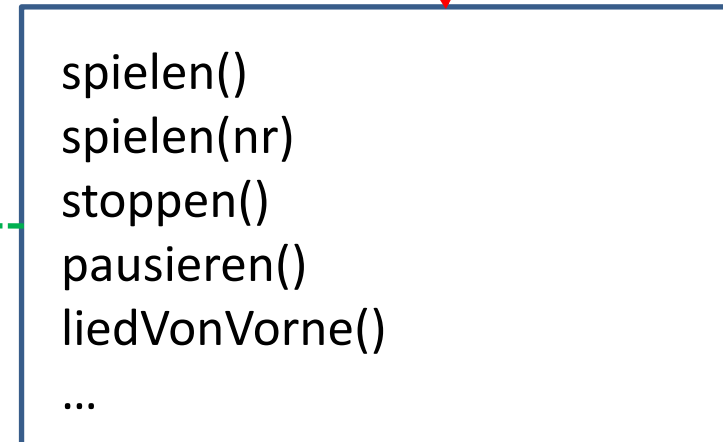 spielen()
spielen(nr)
stoppen()
pausieren()
liedVonVorne()
...